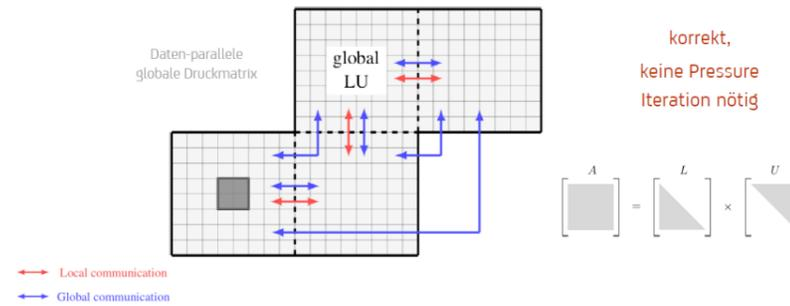 Daten-parallele
globale Druckmatrix
global
LU
korrekt,
keine Pressure
Iteration nötig
A
L
U
=
×
Local communication
Global communication